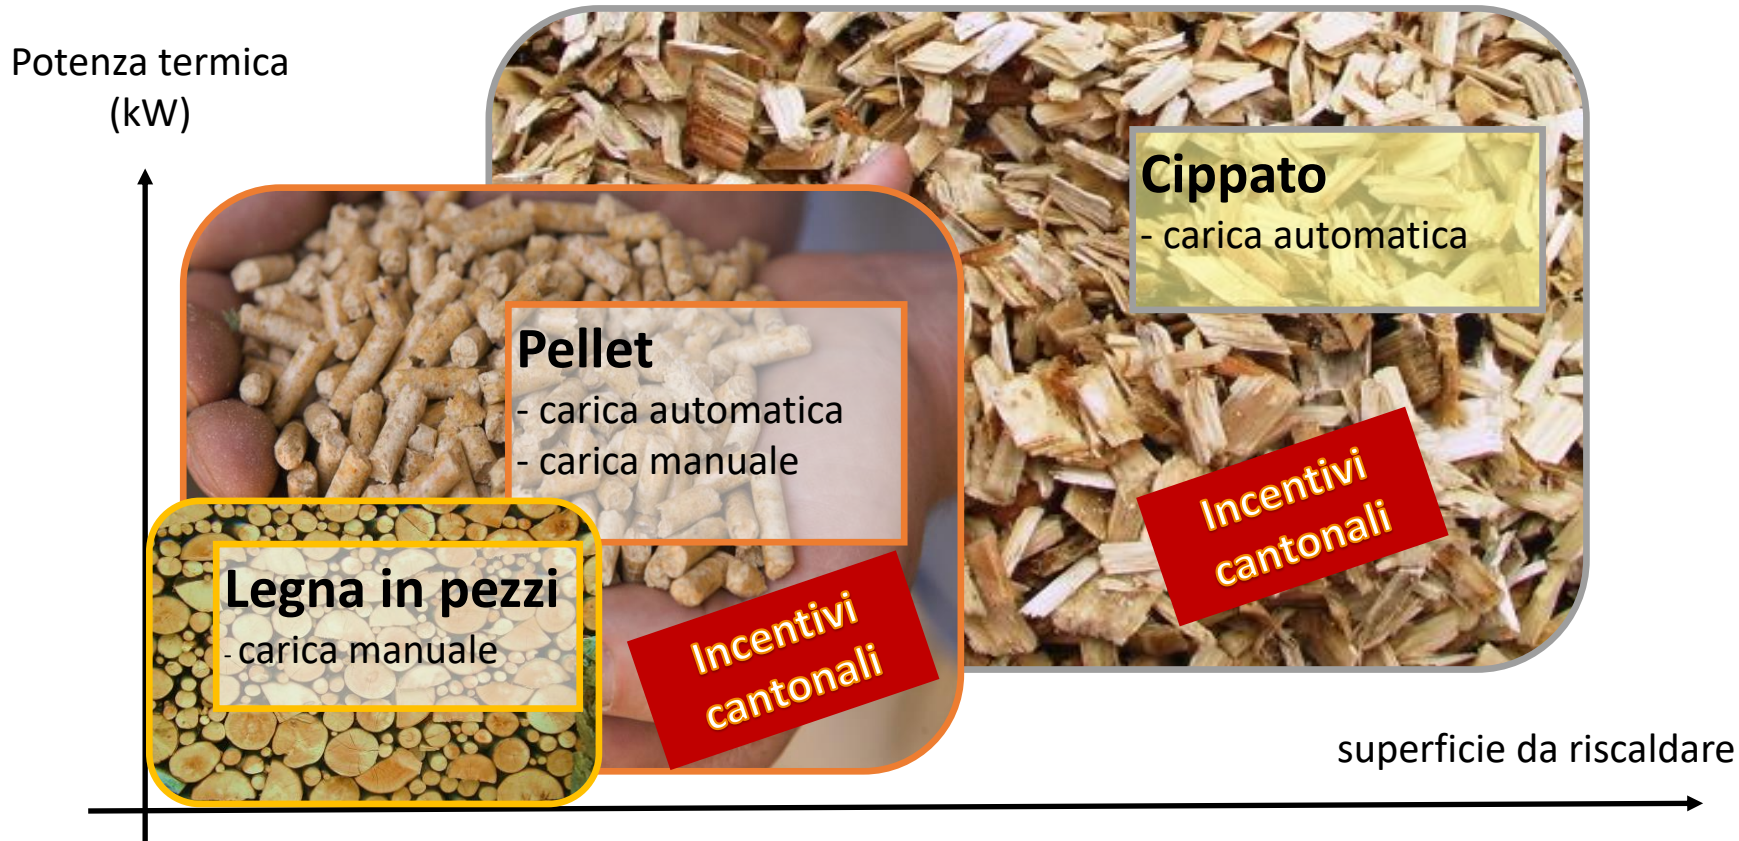 Potenza termica
(kW)
Cippato
- carica automatica
Pellet
- carica automatica
- carica manuale
Incentivi
cantonali
Legna in pezzi
- carica manuale
Incentivi
cantonali
superficie da riscaldare